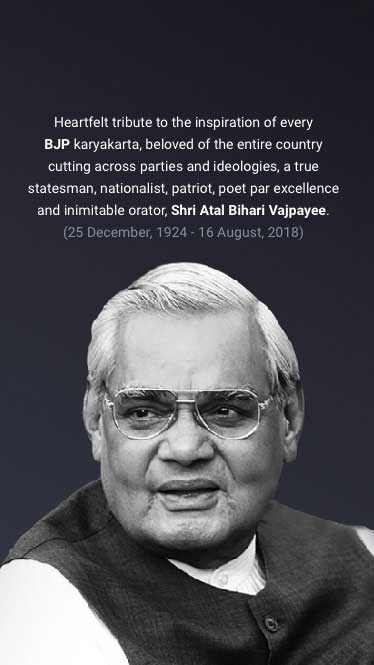 Heartfelt tribute to the inspiration of every
BJP karyakarta, beloved of the entire country
cutting across parties and ideologies, a true
statesman, nationalist, patriot, poet par excellence
and inimitable orator, Shri Atal Bihari Vajpayee.
(25 December, 1924 - 16 August, 2018)